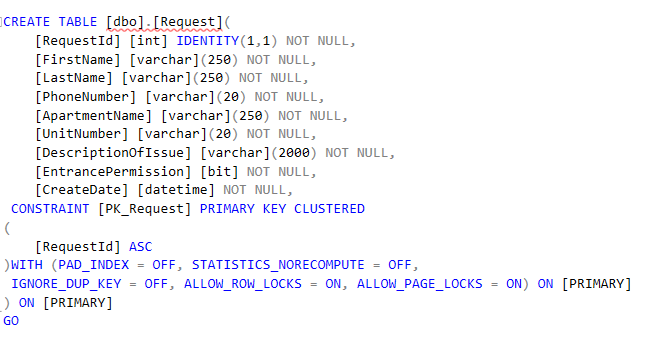 CREATE TABLE [dbo].[Request](
    [RequestId] [int] IDENTITY(1,1) NOT NULL,
    [FirstName] [varchar](250) NOT NULL,
    [LastName] [varchar](250) NOT NULL,
    [PhoneNumber] [varchar](20) NOT NULL,
    [ApartmentName] [varchar](250) NOT NULL,
    [UnitNumber] [varchar](20) NOT NULL,
    [DescriptionOfIssue] [varchar](2000) NOT NULL,
    [EntrancePermission] [bit] NOT NULL,
    [CreateDate] [datetime] NOT NULL,
 CONSTRAINT [PK_Request] PRIMARY KEY CLUSTERED
(
    [RequestId] ASC
)WITH (PAD_INDEX = OFF, STATISTICS_NORECOMPUTE = OFF,
 IGNORE_DUP_KEY = OFF, ALLOW_ROW_LOCKS = ON, ALLOW_PAGE_LOCKS = ON) ON [PRIMARY]
) ON [PRIMARY]
GO